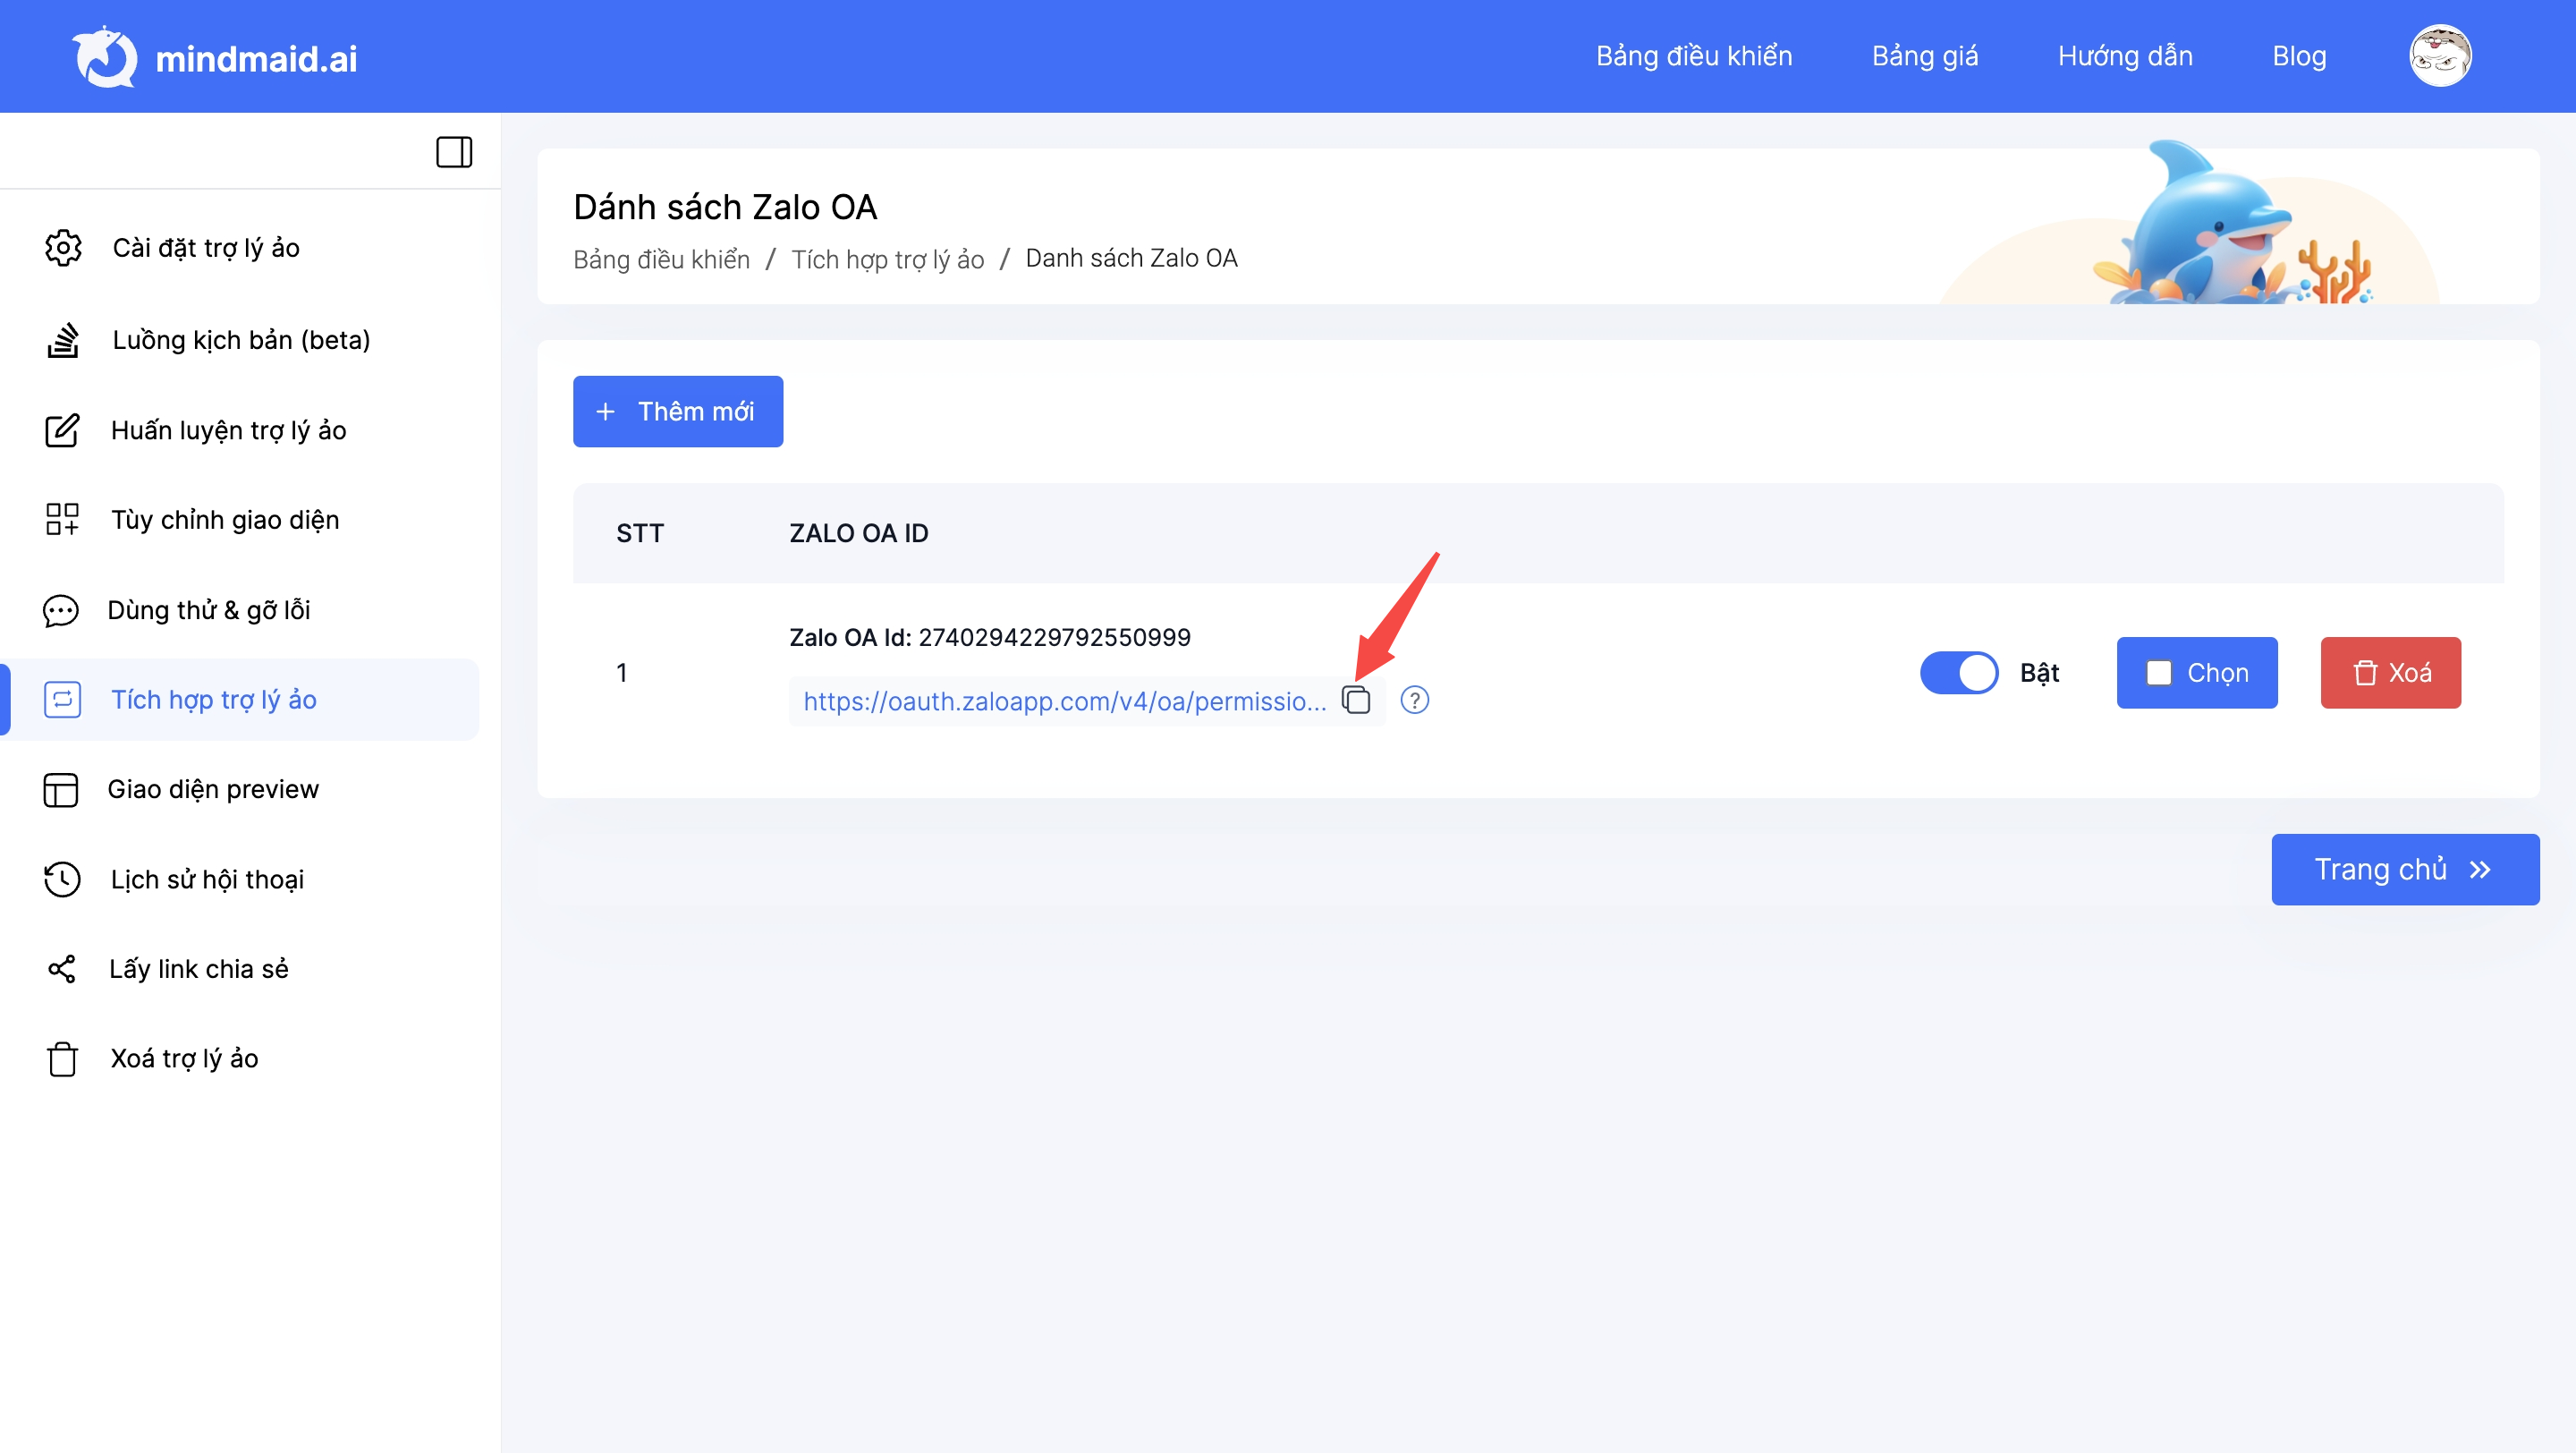 mindmaid.ai
Bảng điều khiển
Bảng giá
Hướng dẫn
Blog
Cài đặt trợ lý ảo
Luồng kịch bản (beta)
Huấn luyện trợ lý ảo
Tùy chỉnh giao diện
Dùng thử & gỡ lỗi
Tích hợp trợ lý ảo
Giao diện preview
Lịch sử hội thoại
Lấy link chia sẻ
Xoá trợ lý ảo
Dánh sách Zalo OA
Bảng điều khiển / Tích hợp trợ lý ảo / Danh sách Zalo OA
+ Thêm mới
STT ZALO OA ID
1
Zalo OA Id: 2740294229792550999
https://oauth.zaloapp.com/v4/oa/permissio... ?
Bật
Chọn
Xoá
Trang chủ »